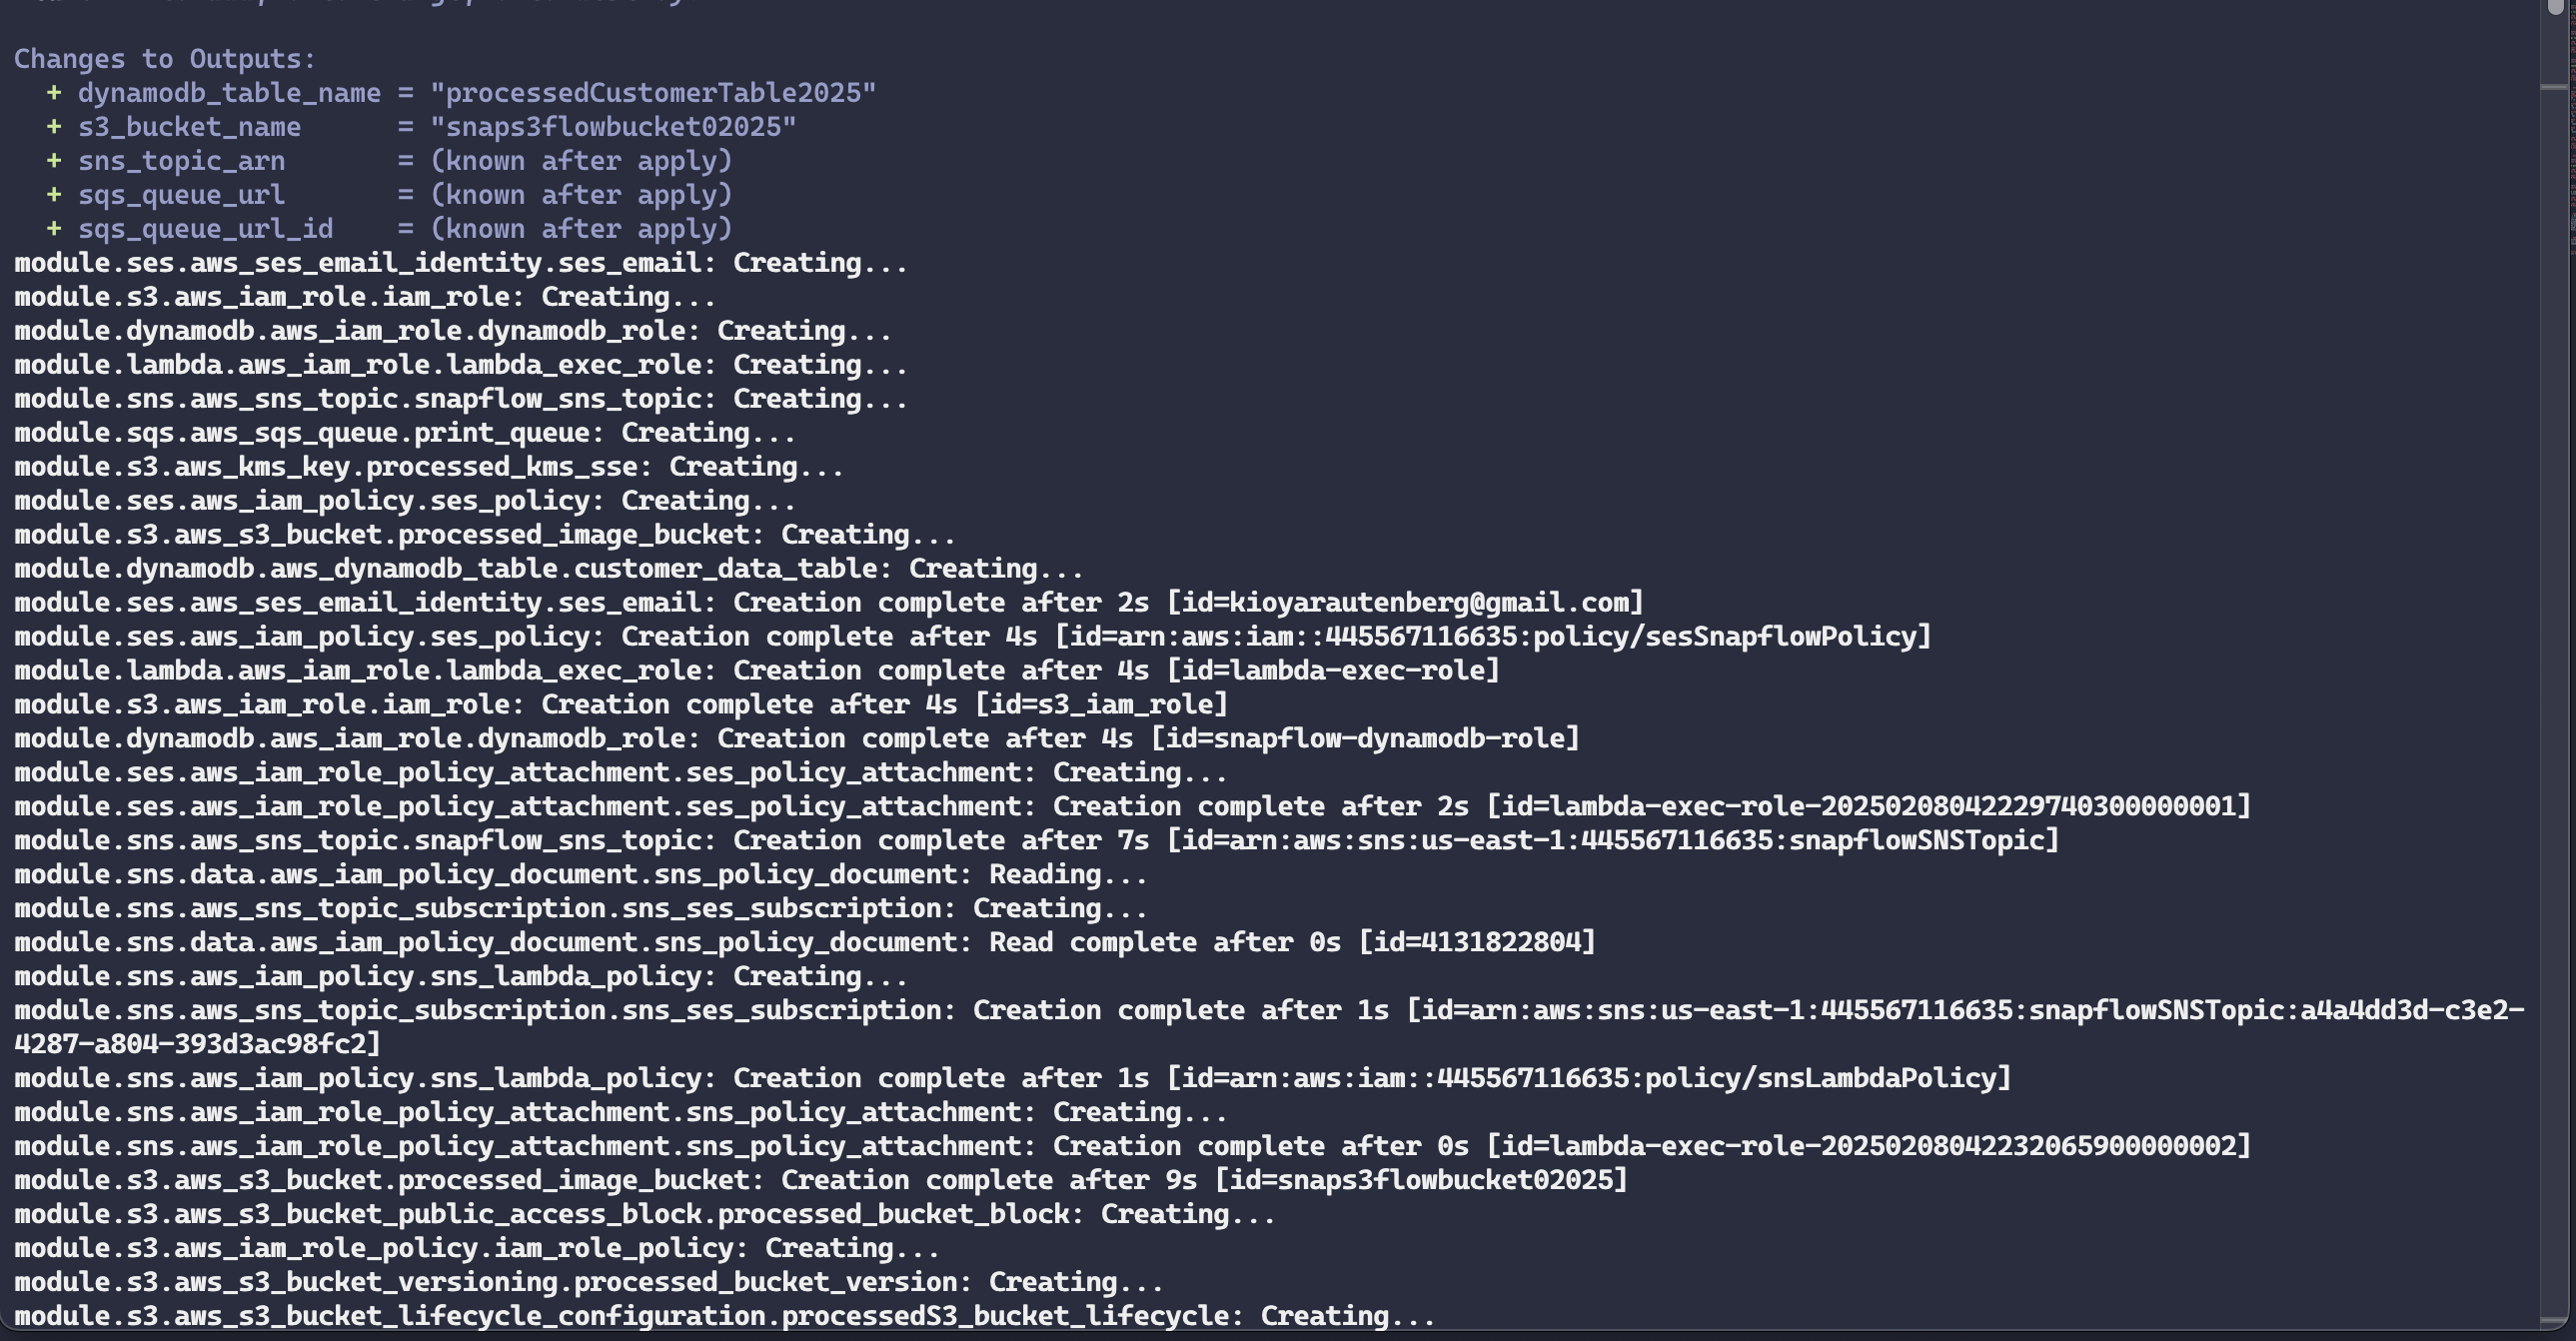 Changes to Outputs:
  + dynamodb_table_name = "processedCustomerTable2025"
  + s3_bucket_name      = "snaps3flowbucket02025"
  + sns_topic_arn       = (known after apply)
  + sqs_queue_url       = (known after apply)
  + sqs_queue_url_id    = (known after apply)
module.ses.aws_ses_email_identity.ses_email: Creating...
module.s3.aws_iam_role.iam_role: Creating...
module.dynamodb.aws_iam_role.dynamodb_role: Creating...
module.lambda.aws_iam_role.lambda_exec_role: Creating...
module.sns.aws_sns_topic.snapflow_sns_topic: Creating...
module.sqs.aws_sqs_queue.print_queue: Creating...
module.s3.aws_kms_key.processed_kms_sse: Creating...
module.ses.aws_iam_policy.ses_policy: Creating...
module.s3.aws_s3_bucket.processed_image_bucket: Creating...
module.dynamodb.aws_dynamodb_table.customer_data_table: Creating...
module.ses.aws_ses_email_identity.ses_email: Creation complete after 2s [id=kioyarautenberg@gmail.com]
module.ses.aws_iam_policy.ses_policy: Creation complete after 4s [id=arn:aws:iam::445567116635:policy/sesSnapflowPolicy]
module.lambda.aws_iam_role.lambda_exec_role: Creation complete after 4s [id=lambda-exec-role]
module.s3.aws_iam_role.iam_role: Creation complete after 4s [id=s3_iam_role]
module.dynamodb.aws_iam_role.dynamodb_role: Creation complete after 4s [id=snapflow-dynamodb-role]
module.ses.aws_iam_role_policy_attachment.ses_policy_attachment: Creating...
module.ses.aws_iam_role_policy_attachment.ses_policy_attachment: Creation complete after 2s [id=lambda-exec-role-20250208042229740300000001]
module.sns.aws_sns_topic.snapflow_sns_topic: Creation complete after 7s [id=arn:aws:sns:us-east-1:445567116635:snapflowSNSTopic]
module.sns.data.aws_iam_policy_document.sns_policy_document: Reading...
module.sns.aws_sns_topic_subscription.sns_ses_subscription: Creating...
module.sns.data.aws_iam_policy_document.sns_policy_document: Read complete after 0s [id=4131822804]
module.sns.aws_iam_policy.sns_lambda_policy: Creating...
module.sns.aws_sns_topic_subscription.sns_ses_subscription: Creation complete after 1s [id=arn:aws:sns:us-east-1:445567116635:snapflowSNSTopic:a4a4dd3d-c3e2-
4287-a804-393d3ac98fc2]
module.sns.aws_iam_policy.sns_lambda_policy: Creation complete after 1s [id=arn:aws:iam::445567116635:policy/snsLambdaPolicy]
module.sns.aws_iam_role_policy_attachment.sns_policy_attachment: Creating...
module.sns.aws_iam_role_policy_attachment.sns_policy_attachment: Creation complete after 0s [id=lambda-exec-role-20250208042232065900000002]
module.s3.aws_s3_bucket.processed_image_bucket: Creation complete after 9s [id=snaps3flowbucket02025]
module.s3.aws_s3_bucket_public_access_block.processed_bucket_block: Creating...
module.s3.aws_iam_role_policy.iam_role_policy: Creating...
module.s3.aws_s3_bucket_versioning.processed_bucket_version: Creating...
module.s3.aws_s3_bucket_lifecycle_configuration.processedS3_bucket_lifecycle: Creating...